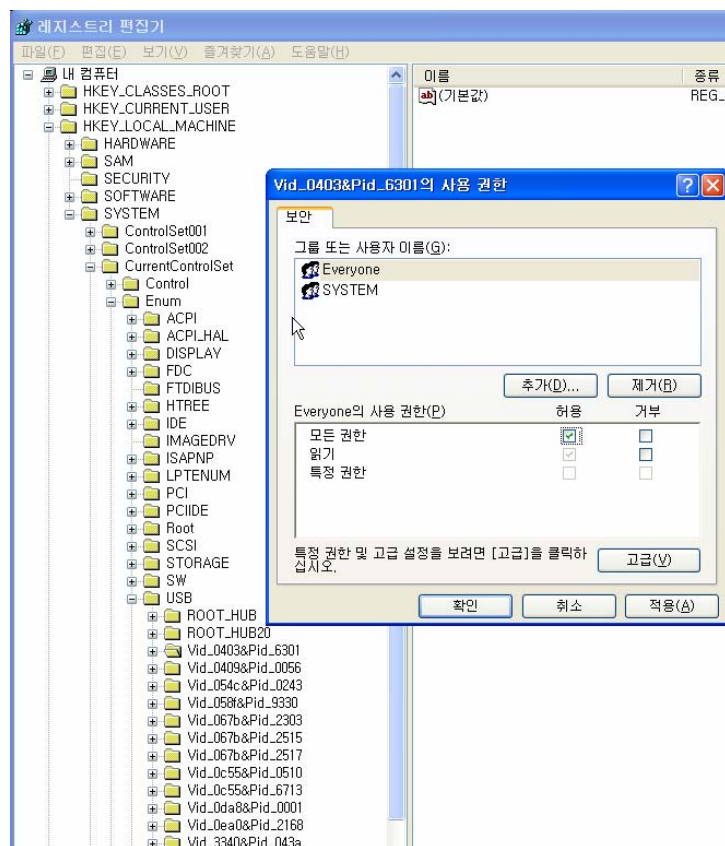 레지스트리 편집기
파일(F) 편집(E) 보기(V) 즐겨찾기(A) 도움말(H)
내 컴퓨터
HKEY_CLASSES_ROOT
HKEY_CURRENT_USER
HKEY_LOCAL_MACHINE
HARDWARE
SAM
SECURITY
SOFTWARE
SYSTEM
ControlSet001
ControlSet002
CurrentControlSet
Control
Enum
ACPI
ACPI_HAL
DISPLAY
FDC
FTDIBUS
HTREE
IDE
IMAGEDRV
ISAPNP
LPTENUM
PCI
PCIIDE
Root
SCSI
STORAGE
SW
USB
ROOT_HUB
ROOT_HUB20
Vid_0403&Pid_6301
Vid_0409&Pid_0056
Vid_054c&Pid_0243
Vid_058f&Pid_9330
Vid_067b&Pid_2303
Vid_067b&Pid_2515
Vid_067b&Pid_2517
Vid_0c55&Pid_0510
Vid_0c55&Pid_6713
Vid_0da8&Pid_0001
Vid_0ea0&Pid_2168
Vid_3340&Pid_043a
이름 종류
ab (기본값) REG_
Vid_0403&Pid_6301의 사용 권한
보안
그룹 또는 사용자 이름(G):
Everyone
SYSTEM
추가(D)... 제거(R)
Everyone의 사용 권한(P) 허용 거부
모든 권한
읽기
특정 권한
특정 권한 및 고급 설정을 보려면 [고급]을 클릭하
십시오.
고급(V)
확인 취소 적용(A)